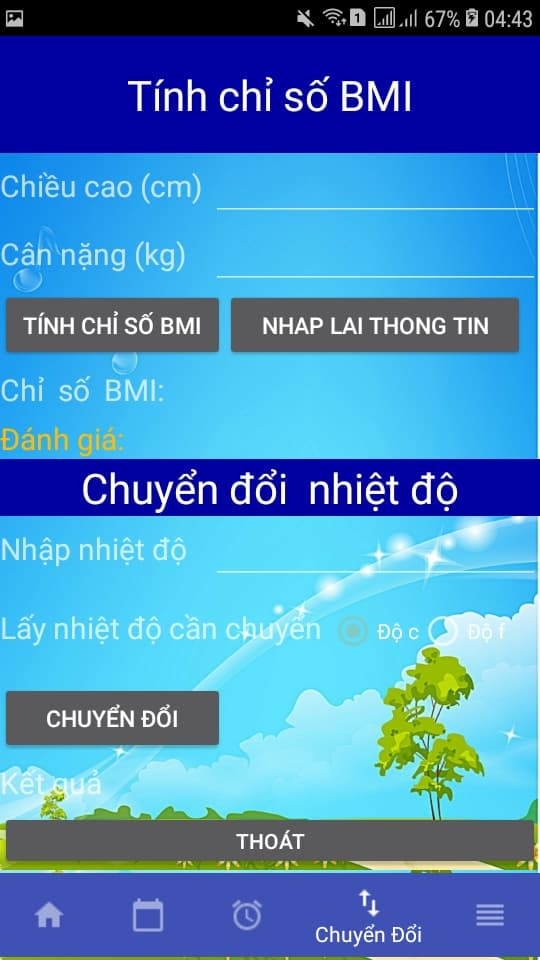 1 67% 04:43
Tính chỉ số BMI
Chiều cao (cm)
Cân nặng (kg)
TÍNH CHỈ SỐ BMI NHAP LAI THONG TIN
Chỉ số BMI:
Đánh giá:
Chuyển đổi nhiệt độ
Nhập nhiệt độ
Lấy nhiệt độ cần chuyển Độ c Độ f
CHUYỂN ĐỔI
Kết quả
THOÁT
Chuyển Đổi